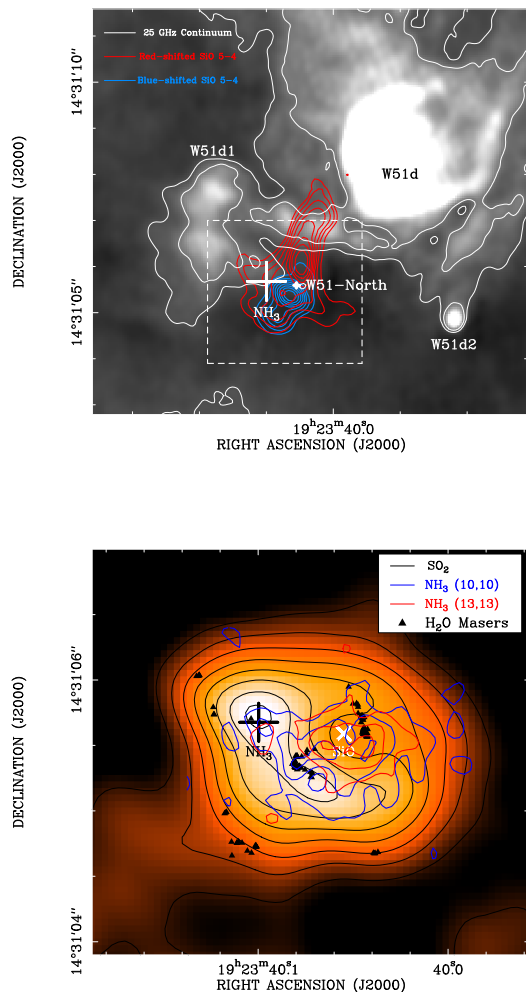 25 GHz Continuum
Red-shifted SiO 5-4
Blue-shifted SiO 5-4
W51d1
W51d
W51-North
NH₃
W51d2
14°31′10″
14°31′05″
DECLINATION (J2000)
19ʰ23ᵐ40.0ˢ
RIGHT ASCENSION (J2000)
SO₂
NH₃ (10,10)
NH₃ (13,13)
H₂O Masers
NH₃
14°31′06″
14°31′04″
DECLINATION (J2000)
19ʰ23ᵐ40.1ˢ
40ˢ.
RIGHT ASCENSION (J2000)